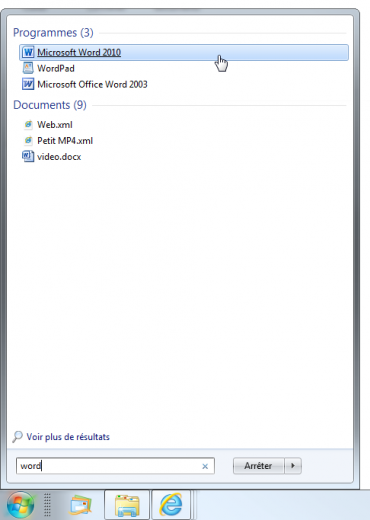 Programmes (3)
Microsoft Word 2010
WordPad
Microsoft Office Word 2003
Documents (9)
Web.xml
Petit MP4.xml
video.docx
Voir plus de résultats
word
Arrêter